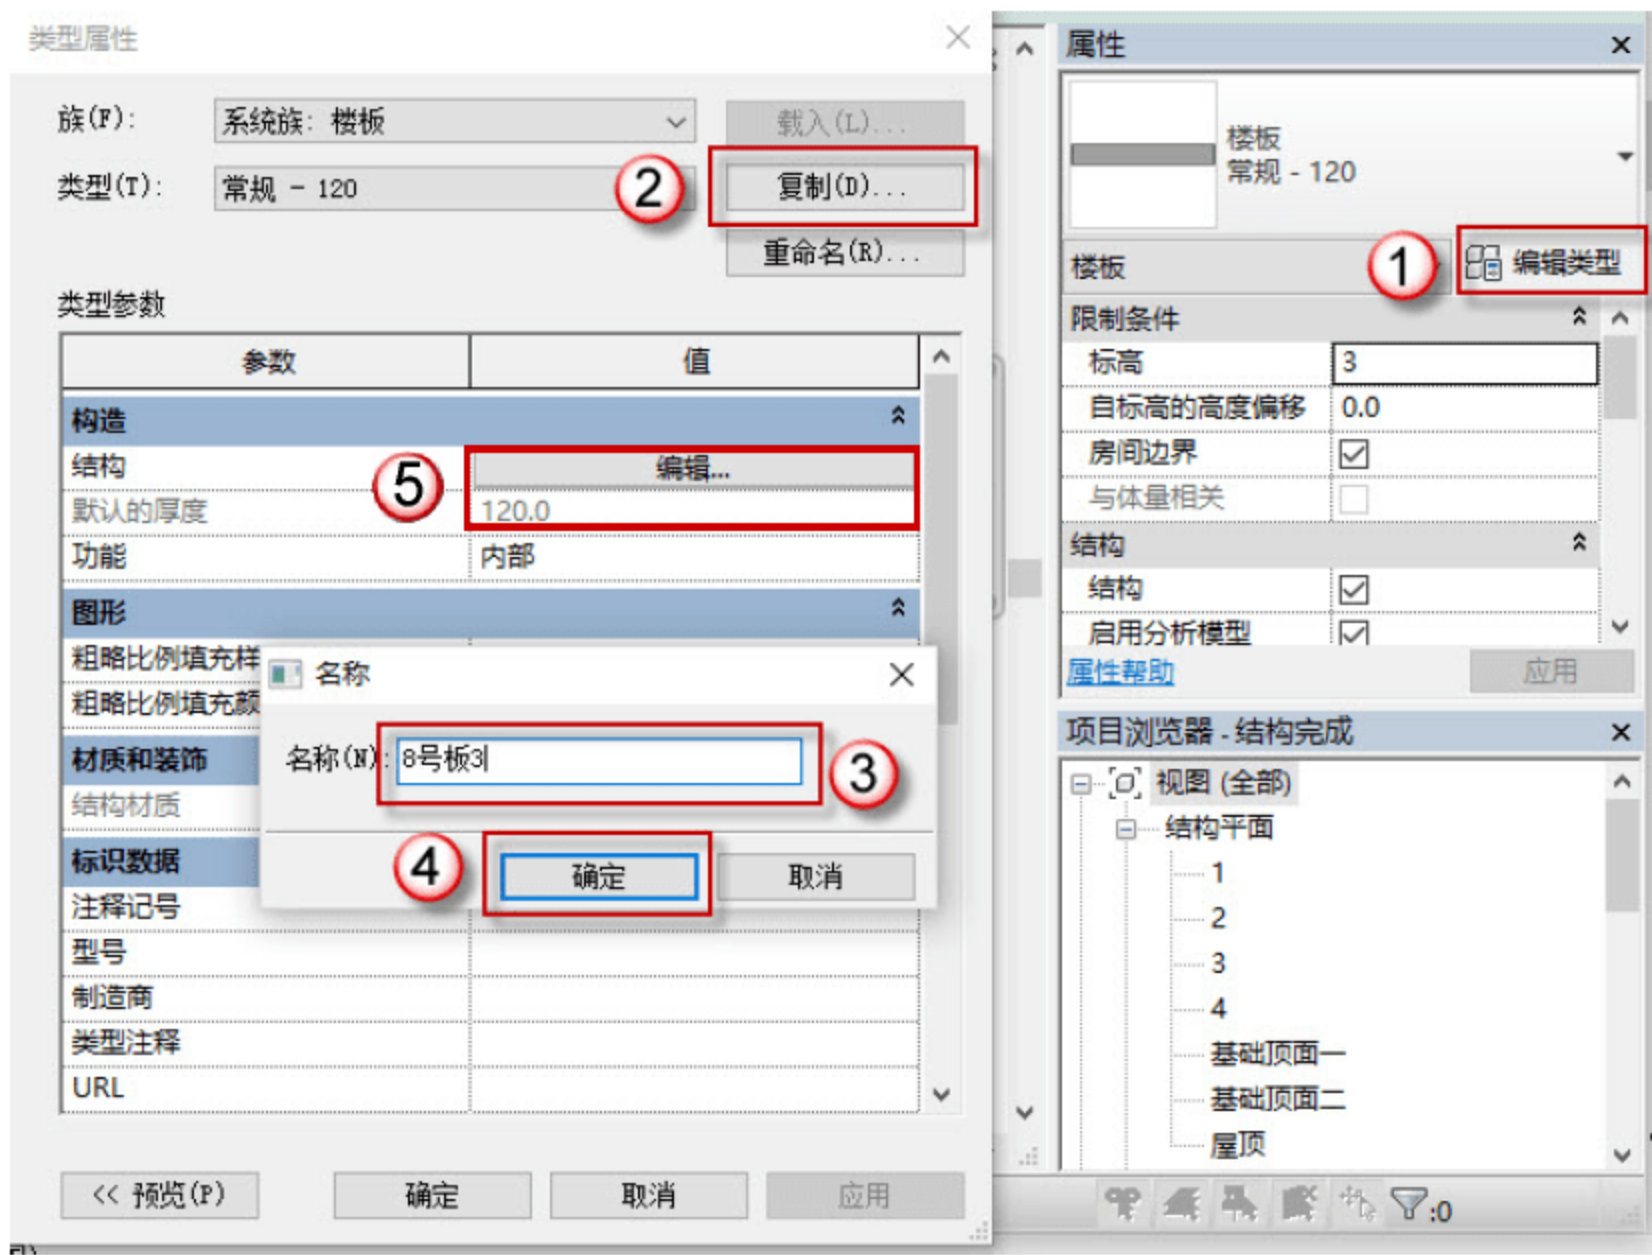 类型属性
族(F):
系统族: 楼板
载入(L)...
类型(T):
常规 - 120
2
复制(D)...
重命名(R)...
类型参数
参数
值
构造
结构
5
编辑...
默认的厚度
120.0
功能
内部
图形
粗略比例填充样
粗略比例填充颜
材质和装饰
结构材质
标识数据
注释记号
型号
制造商
类型注释
URL
名称
名称(N):
8号板3
3
4
确定
取消
<< 预览(P)
确定
取消
应用
属性
楼板
常规 - 120
楼板
1
编辑类型
限制条件
标高
3
自标高的高度偏移
0.0
房间边界
与体量相关
结构
结构
启用分析模型
属性帮助
应用
项目浏览器 - 结构完成
视图 (全部)
结构平面
1
2
3
4
基础顶面一
基础顶面二
屋顶
:0